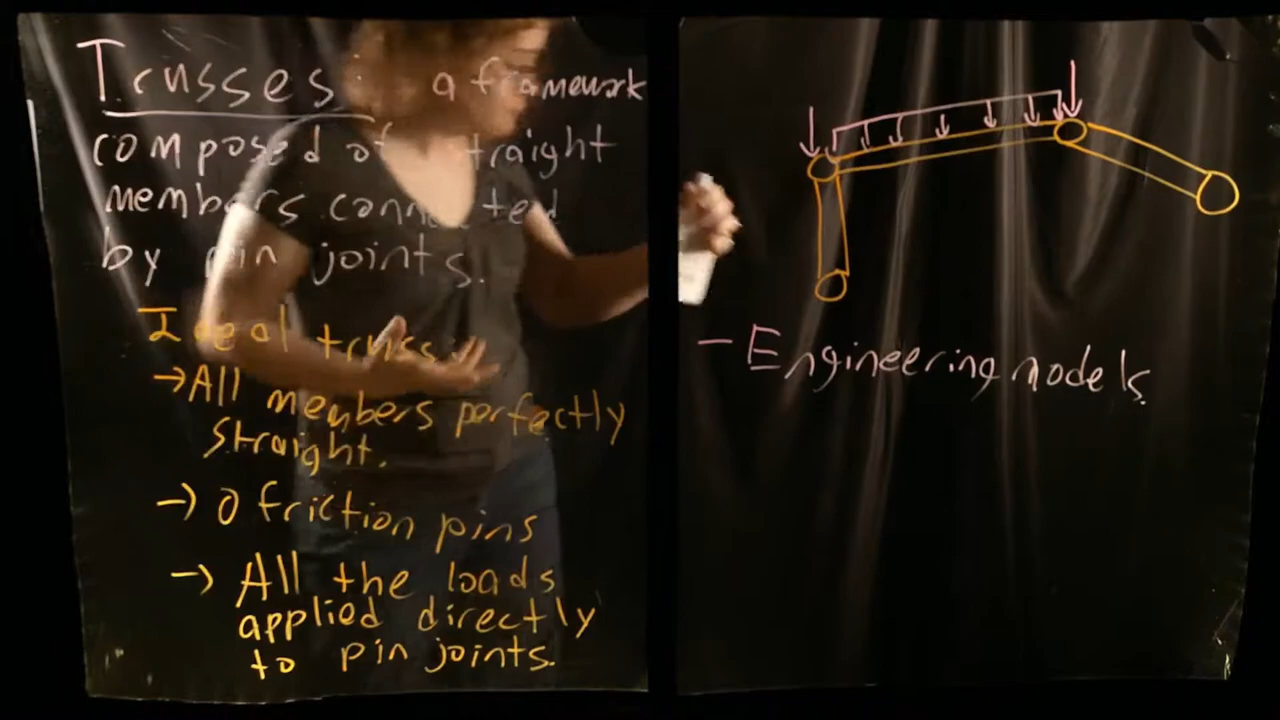 Trusses: a framework
composed of straight
members connected
by pin joints.
Ideal truss
→ All members perfectly
straight.
→ 0 friction pins
→ All the loads
applied directly
to pin joints.
- Engineering models.